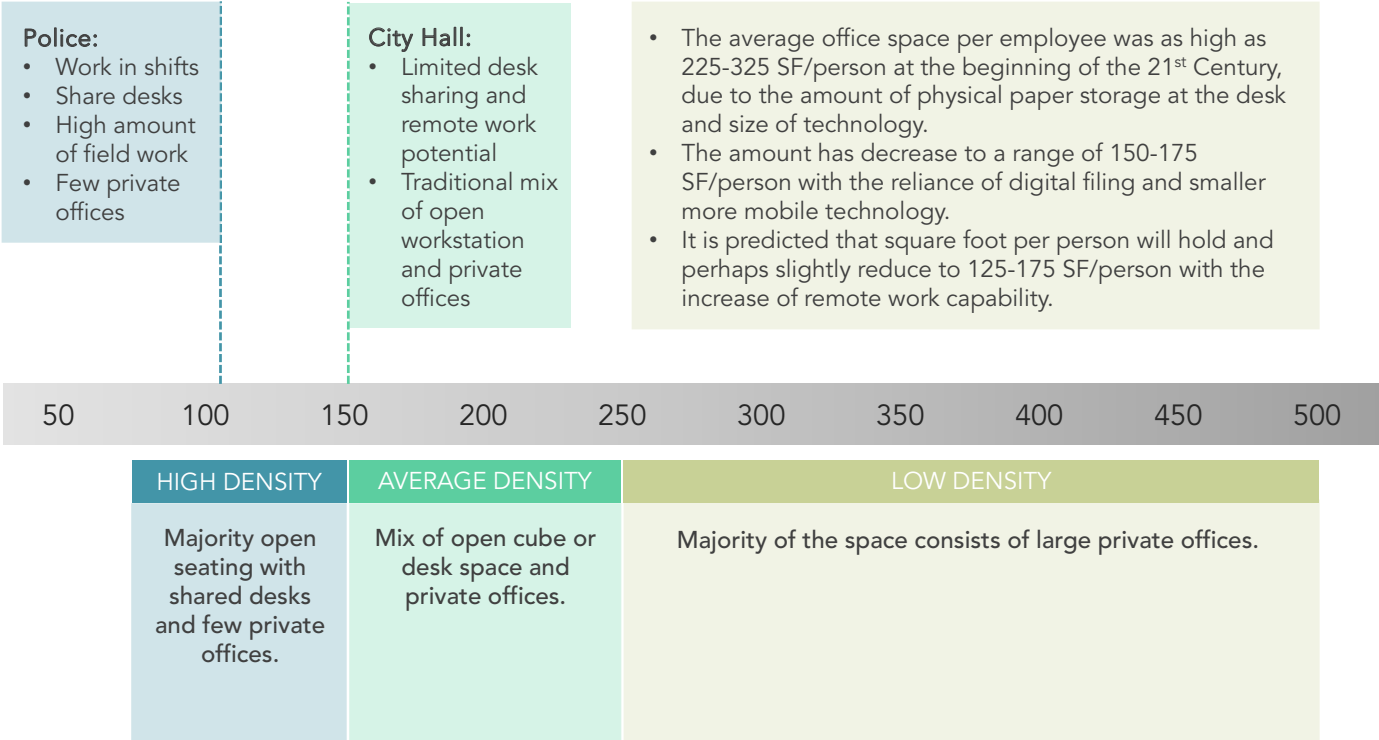 Police:
• Work in shifts
• Share desks
• High amount
of field work
• Few private
offices
City Hall:
• Limited desk
sharing and
remote work
potential
• Traditional mix
of open
workstation
and private
offices
• The average office space per employee was as high as
225-325 SF/person at the beginning of the 21st Century,
due to the amount of physical paper storage at the desk
and size of technology.
• The amount has decrease to a range of 150-175
SF/person with the reliance of digital filing and smaller
more mobile technology.
• It is predicted that square foot per person will hold and
perhaps slightly reduce to 125-175 SF/person with the
increase of remote work capability.
50 100 150 200 250 300 350 400 450 500
HIGH DENSITY
Majority open
seating with
shared desks
and few private
offices.
AVERAGE DENSITY
Mix of open cube or
desk space and
private offices.
LOW DENSITY
Majority of the space consists of large private offices.